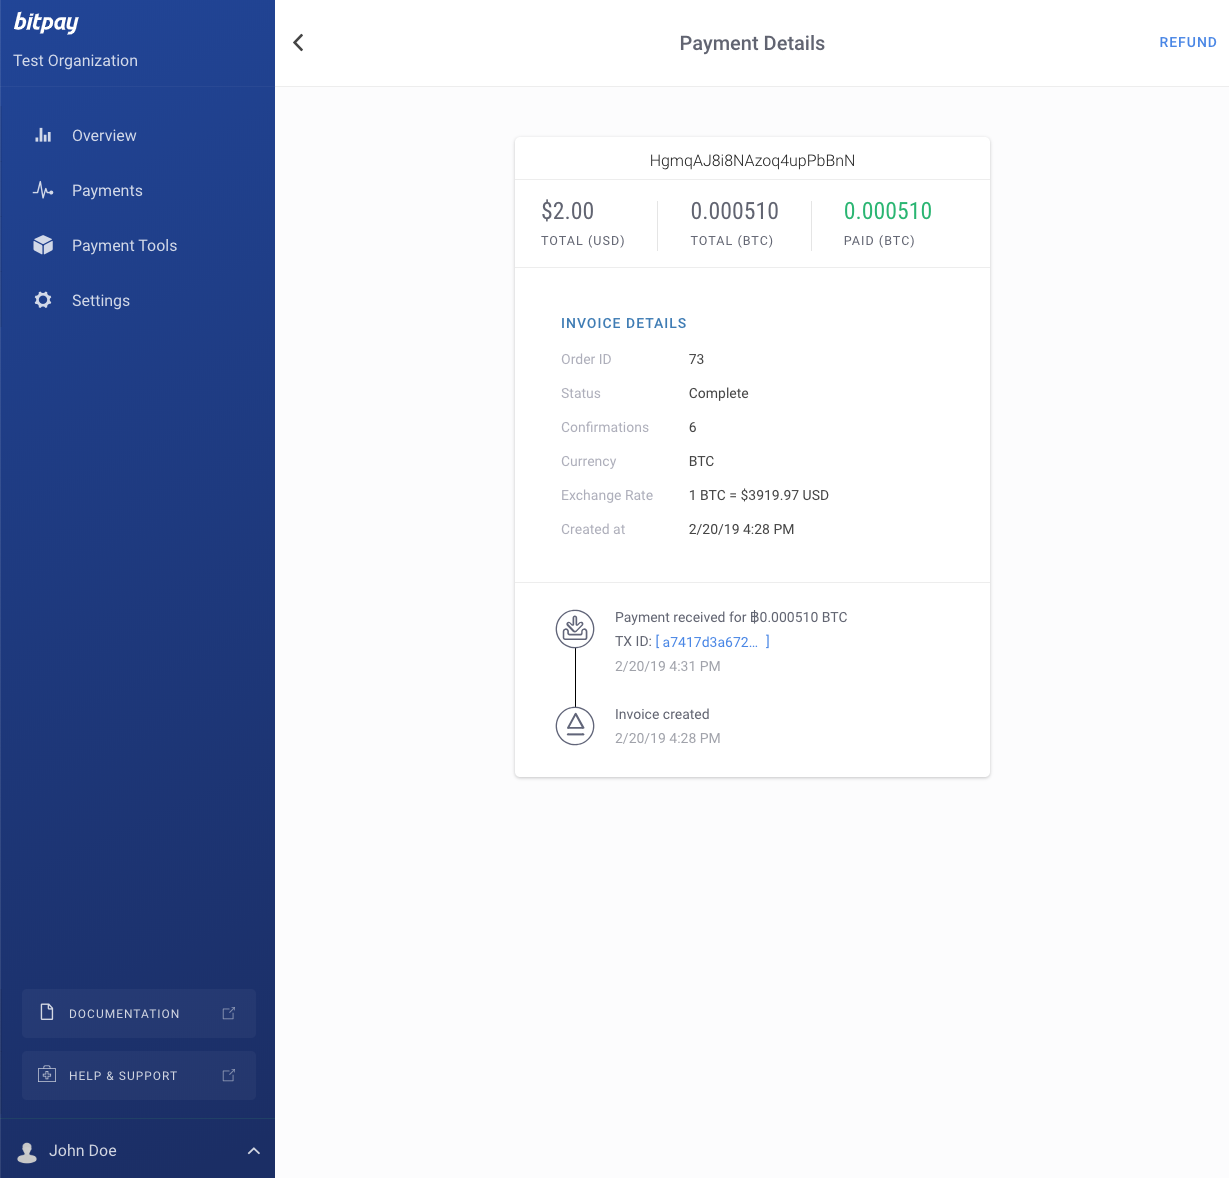 bitpay
Test Organization
Overview
Payments
Payment Tools
Settings
DOCUMENTATION
HELP & SUPPORT
John Doe
Payment Details
REFUND
HgmqAJ8i8NAzoq4upPbBnN
$2.00 0.000510 0.000510
TOTAL (USD) TOTAL (BTC) PAID (BTC)
INVOICE DETAILS
Order ID 73
Status Complete
Confirmations 6
Currency BTC
Exchange Rate 1 BTC = $3919.97 USD
Created at 2/20/19 4:28 PM
Payment received for ฿0.000510 BTC
TX ID: [ a7417d3a672... ]
2/20/19 4:31 PM
Invoice created
2/20/19 4:28 PM